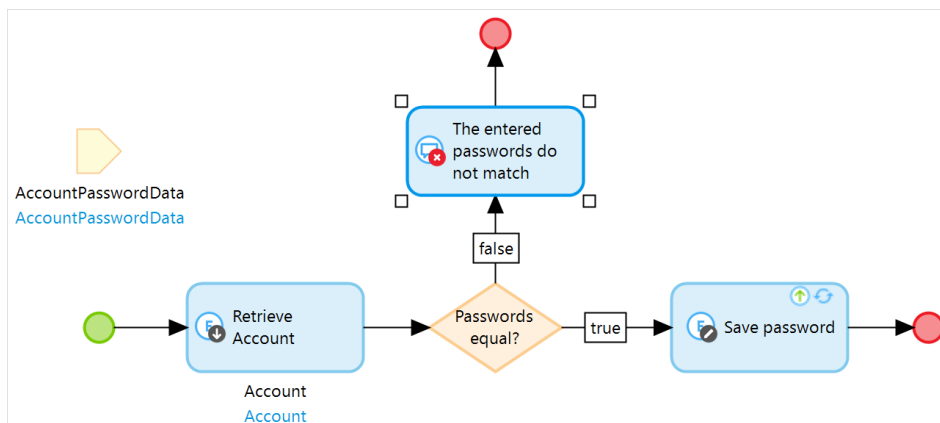 The entered
passwords do
not match
AccountPasswordData
AccountPasswordData
false
Retrieve
Account
Passwords
equal?
true
Save password
Account
Account